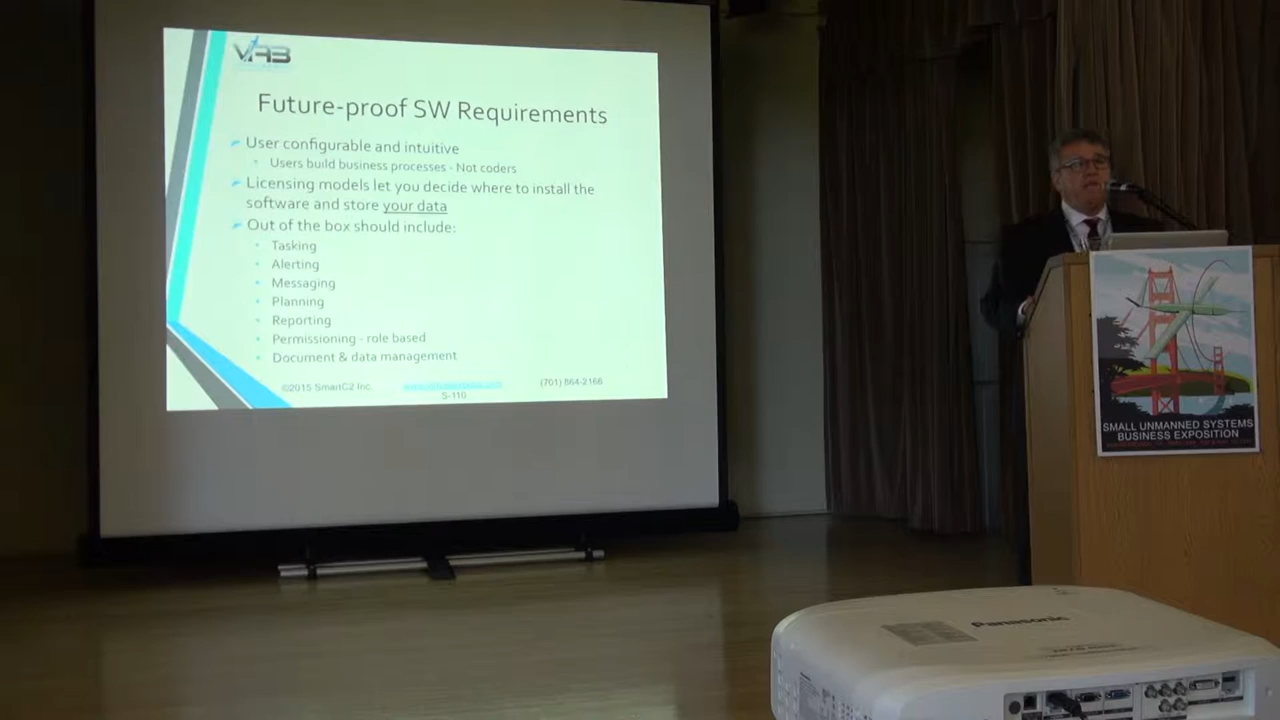 VAB
Future-proof SW Requirements
User configurable and intuitive
Users build business processes - Not coders
Licensing models let you decide where to install the
software and store your data
Out of the box should include:
Tasking
Alerting
Messaging
Planning
Reporting
Permissioning - role based
Document & data management
©2015 SmartC2 Inc.
(701) 864-2166
S-110
SMALL UNMANNED SYSTEMS
BUSINESS EXPOSITION
Panasonic